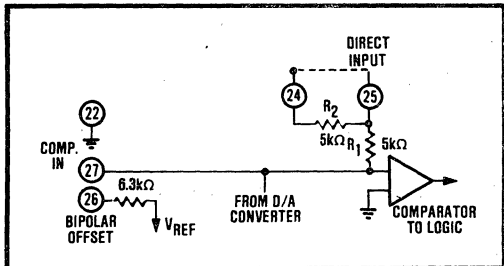 DIRECT
INPUT
24
25
R2
5kΩ
R1
5kΩ
22
COMP.
IN
27
6.3kΩ
26
BIPOLAR
OFFSET
VREF
FROM D/A
CONVERTER
COMPARATOR
TO LOGIC